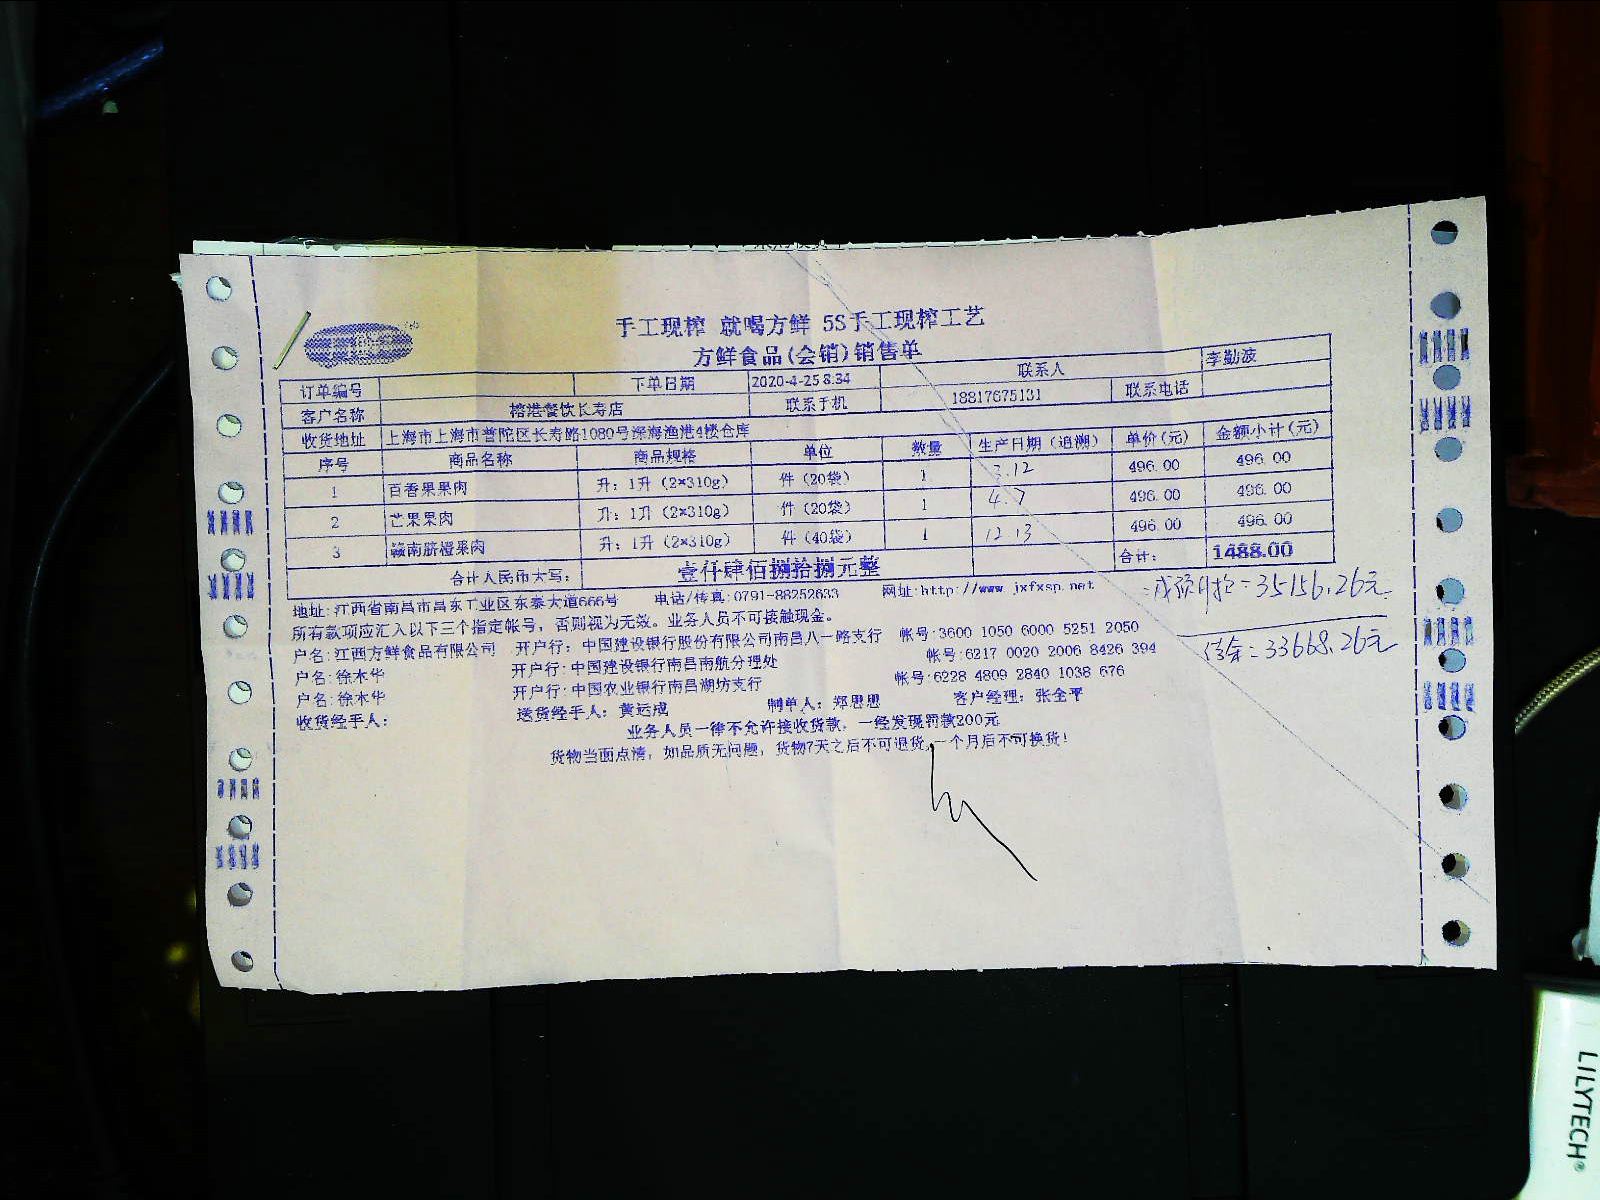 手工现榨 就喝方鲜 5S手工现榨工艺
方鲜食品(会销)销售单
订单编号 下单日期 2020-4-25 8:34 联系人 李勤波
客户名称 榕港餐饮长寿店 联系手机 18817675131 联系电话
收货地址 上海市上海市普陀区长寿路1080号深海渔港4楼仓库
序号 商品名称 商品规格 单位 数量 生产日期（追溯） 单价(元) 金额小计(元)
1 百香果果肉 升: 1升 (2*310g) 件 (20袋) 1 3.12 496.00 496.00
2 芒果果肉 升: 1升 (2*310g) 件 (20袋) 1 4.7 496.00 496.00
3 赣南脐橙果肉 升: 1升 (2*310g) 件 (40袋) 1 12 13 496.00 496.00
合计人民币大写: 壹仟肆佰捌拾捌元整 合计: 1488.00
地址:江西省南昌市昌东工业区东泰大道666号 电话/传真:0791-88252633 网址:http://www.jxfxsp.net
=35156.26元
所有款项应汇入以下三个指定帐号，否则视为无效。业务人员不可接触现金。
户名:江西方鲜食品有限公司 开户行:中国建设银行股份有限公司南昌八一路支行 帐号:3600 1050 6000 5251 2050
=33668.26元
户名:徐木华 开户行:中国建设银行南昌南航分理处 帐号:6217 0020 2006 8426 394
户名:徐木华 开户行:中国农业银行南昌湖坊支行 帐号:6228 4809 2840 1038 676
收货经手人: 送货经手人: 黄运成 制单人: 郑思思 客户经理: 张全平
业务人员一律不允许接收货款，一经发现罚款200元
货物当面点清，如品质无问题，货物7天之后不可退货,一个月后不可换货!
LILYTECH®